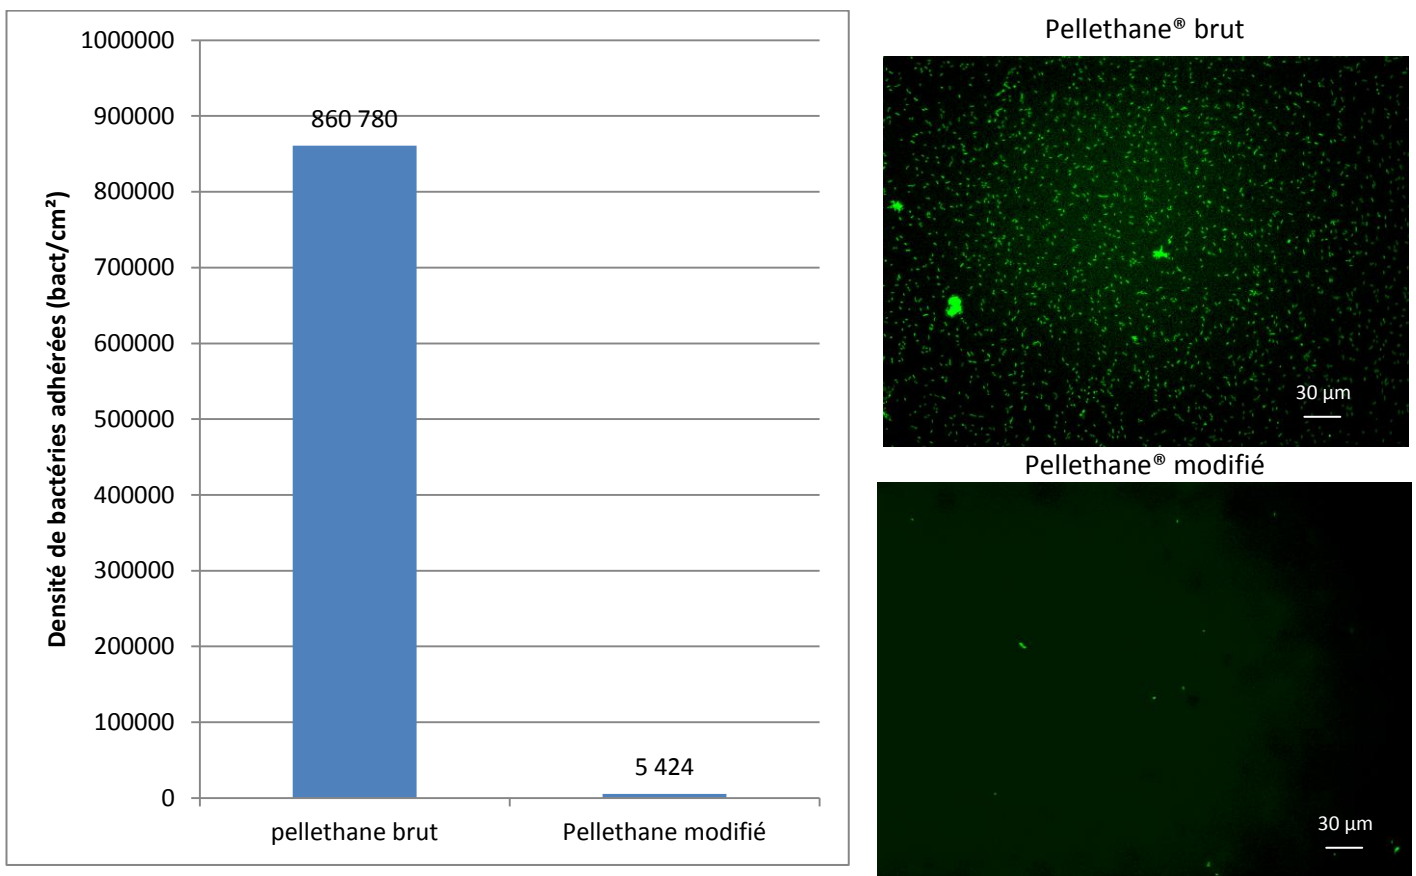 1000000
900000
800000
700000
600000
500000
400000
300000
200000
100000
0
Densité de bactéries adhérées (bact/cm²)
860 780
5 424
pellethane brut
Pellethane modifié
Pellethane® brut
30 µm
Pellethane® modifié
30 µm